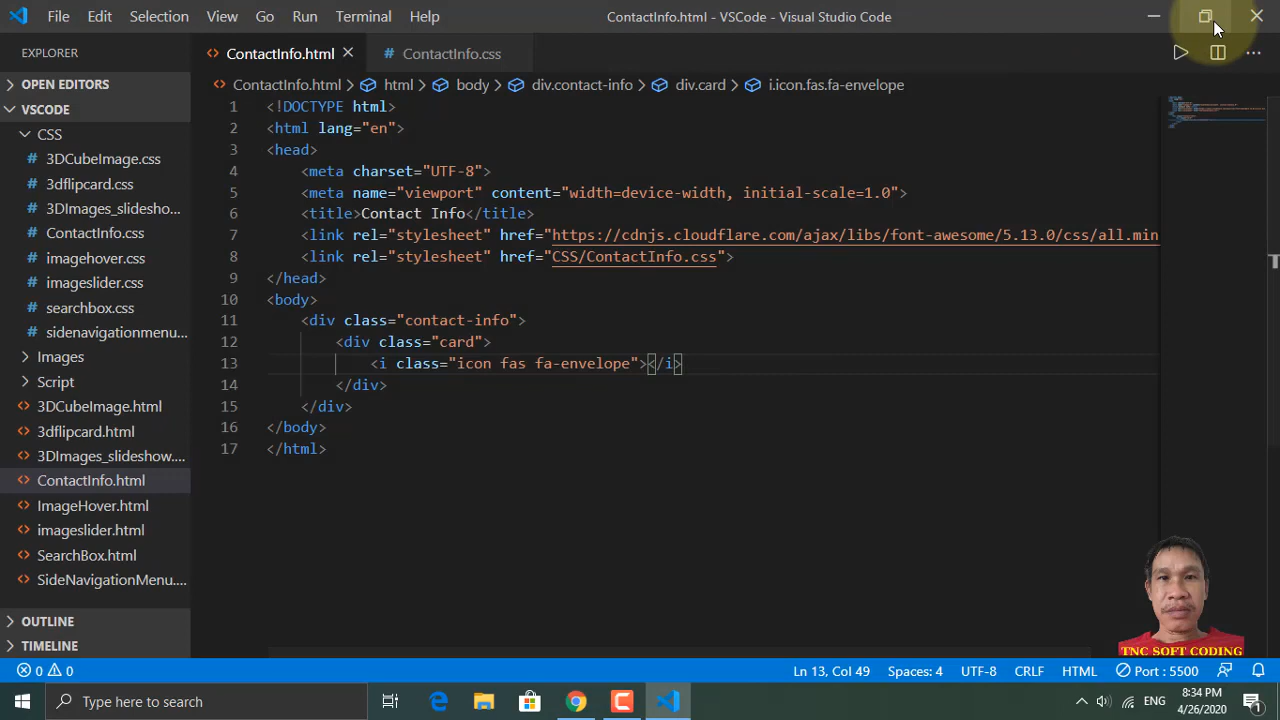 File Edit Selection View Go Run Terminal Help ContactInfo.html - VSCode - Visual Studio Code
EXPLORER
OPEN EDITORS
VSCODE
CSS
3DCubeImage.css
3dflipcard.css
3DImages_slidesho...
ContactInfo.css
imagehover.css
imageslider.css
searchbox.css
sidenavigationmenu...
Images
Script
3DCubeImage.html
3dflipcard.html
3DImages_slideshow....
ContactInfo.html
ImageHover.html
imageslider.html
SearchBox.html
SideNavigationMenu....
OUTLINE
TIMELINE
ContactInfo.html ContactInfo.css
ContactInfo.html > html > body > div.contact-info > div.card > i.icon.fas.fa-envelope
1 <!DOCTYPE html>
2 <html lang="en">
3 <head>
4 <meta charset="UTF-8">
5 <meta name="viewport" content="width=device-width, initial-scale=1.0">
6 <title>Contact Info</title>
7 <link rel="stylesheet" href="https://cdnjs.cloudflare.com/ajax/libs/font-awesome/5.13.0/css/all.min
8 <link rel="stylesheet" href="CSS/ContactInfo.css">
9 </head>
10 <body>
11 <div class="contact-info">
12 <div class="card">
13 <i class="icon fas fa-envelope"></i>
14 </div>
15 </div>
16 </body>
17 </html>
TNC SOFT CODING
0 0 Ln 13, Col 49 Spaces: 4 UTF-8 CRLF HTML Port : 5500
Type here to search
ENG
8:34 PM
4/26/2020
1